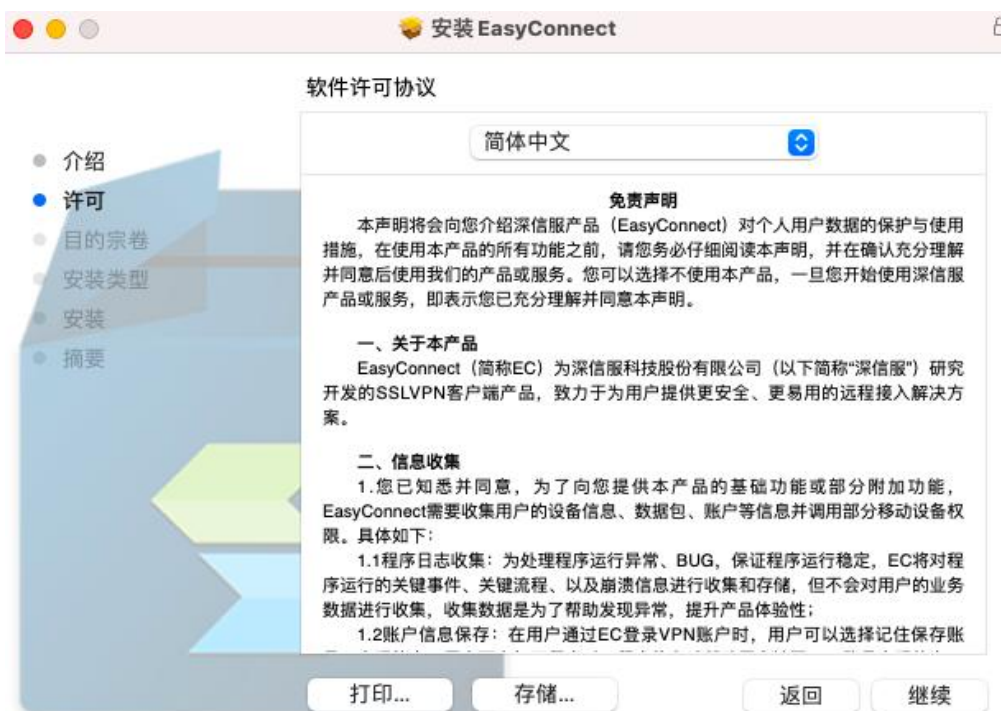 安装 EasyConnect
软件许可协议
介绍
许可
目的宗卷
安装类型
安装
摘要
简体中文
免责声明
本声明将会向您介绍深信服产品（EasyConnect）对个人用户数据的保护与使用
措施，在使用本产品的所有功能之前，请您务必仔细阅读本声明，并在确认充分理解
并同意后使用我们的产品或服务。您可以选择不使用本产品，一旦您开始使用深信服
产品或服务，即表示您已充分理解并同意本声明。
一、关于本产品
EasyConnect（简称EC）为深信服科技股份有限公司（以下简称“深信服”）研究
开发的SSLVPN客户端产品，致力于为用户提供更安全、更易用的远程接入解决方
案。
二、信息收集
1.您已知悉并同意，为了向您提供本产品的基础功能或部分附加功能，
EasyConnect需要收集用户的设备信息、数据包、账户等信息并调用部分移动设备权
限。具体如下：
1.1程序日志收集：为处理程序运行异常、BUG，保证程序运行稳定，EC将对程
序运行的关键事件、关键流程、以及崩溃信息进行收集和存储，但不会对用户的业务
数据进行收集，收集数据是为了帮助发现异常，提升产品体验性；
1.2账户信息保存：在用户通过EC登录VPN账户时，用户可以选择记住保存账
打印...
存储...
返回
继续